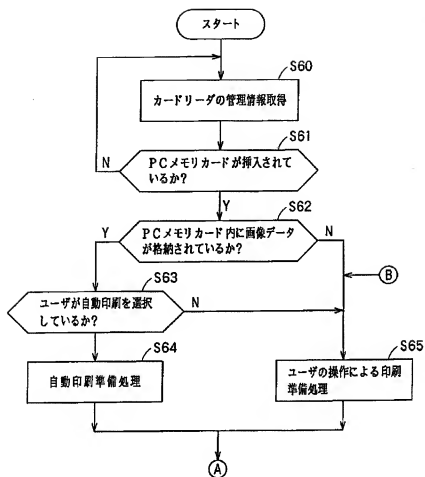 スタート
S60
カードリーダの管理情報取得
S61
PCメモリカードが挿入されて
いるか?
N
Y
S62
PCメモリカード内に画像データ
が格納されているか?
Y
N
B
S63
ユーザが自動印刷を選択
しているか?
N
S64
自動印刷準備処理
S65
ユーザの操作による印刷
準備処理
A